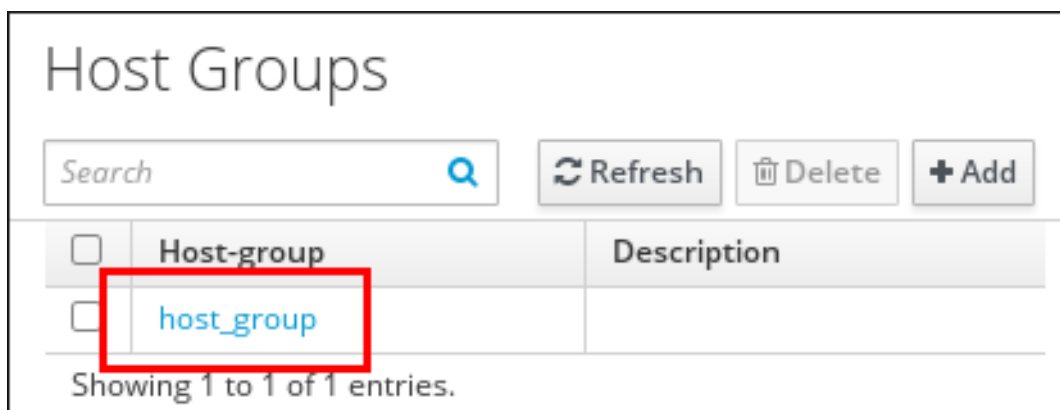 Host Groups
Search Refresh Delete Add
Host-group Description
host_group
Showing 1 to 1 of 1 entries.